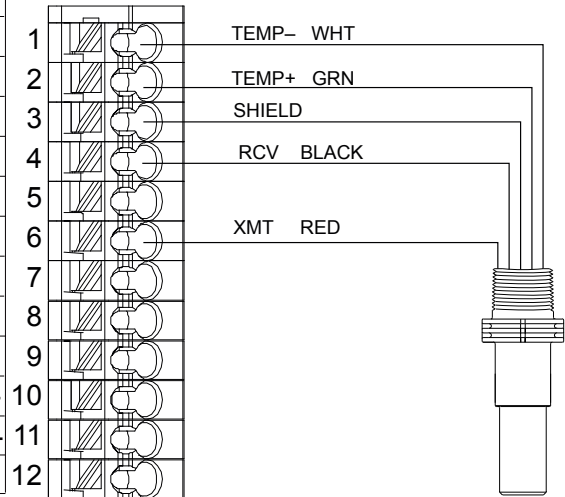 1 TEMP– WHT
2 TEMP+ GRN
3 SHIELD
4 RCV BLACK
5
6 XMT RED
7
8
9
10
11
12